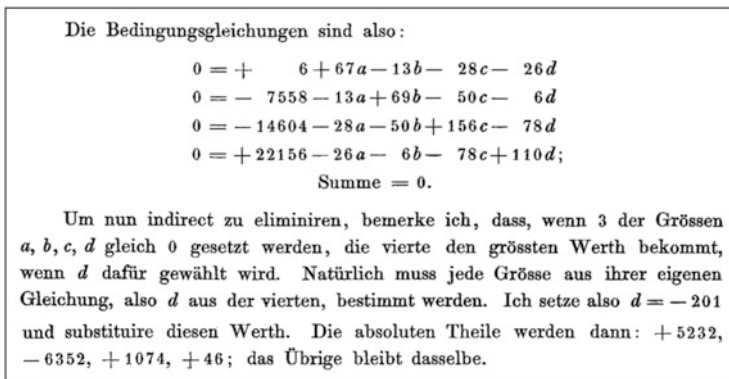 Die Bedingungsgleichungen sind also:
0 = + 6 + 67a − 13b − 28c − 26d
0 = − 7558 − 13a + 69b − 50c − 6d
0 = − 14604 − 28a − 50b + 156c − 78d
0 = + 22156 − 26a − 6b − 78c + 110d;
Summe = 0.
Um nun indirect zu eliminiren, bemerke ich, dass, wenn 3 der Grössen
a, b, c, d gleich 0 gesetzt werden, die vierte den grössten Werth bekommt,
wenn d dafür gewählt wird. Natürlich muss jede Grösse aus ihrer eigenen
Gleichung, also d aus der vierten, bestimmt werden. Ich setze also d = − 201
und substituire diesen Werth. Die absoluten Theile werden dann: + 5232,
− 6352, + 1074, + 46; das Übrige bleibt dasselbe.